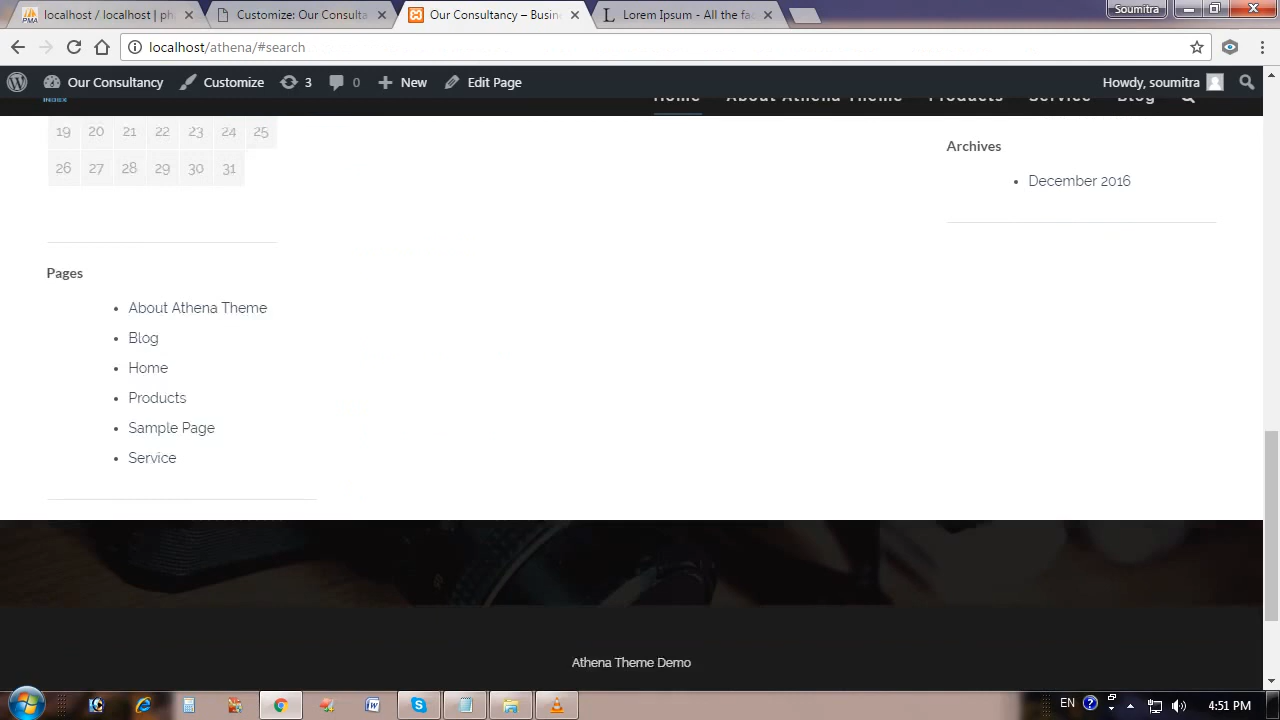 localhost / localhost | ph
Customize: Our Consulta
Our Consultancy – Busine
Lorem Ipsum - All the fac
Soumitra
localhost/athena/#search
Our Consultancy
Customize
3
0
New
Edit Page
Howdy, soumitra
INDEX
Home
About Athena Theme
Products
Service
Blog
19 20 21 22 23 24 25
26 27 28 29 30 31
Archives
• December 2016
Pages
• About Athena Theme
• Blog
• Home
• Products
• Sample Page
• Service
Athena Theme Demo
EN
4:51 PM